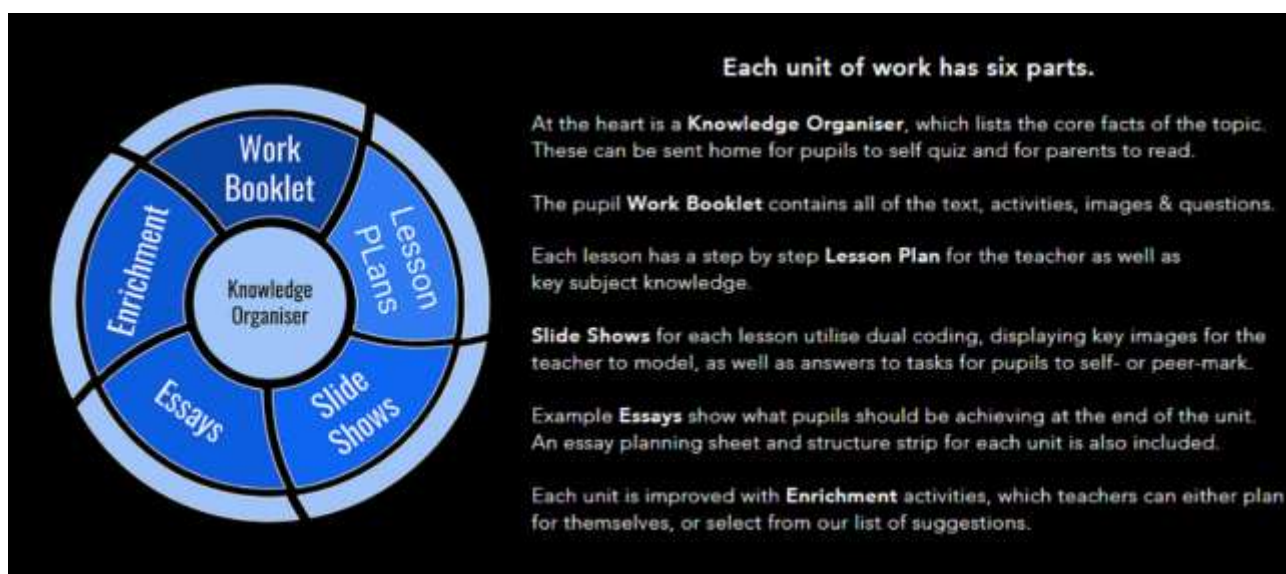 Work
Booklet
Lesson
PLans
Slide
Shows
Essays
Enrichment
Knowledge
Organiser
Each unit of work has six parts.
At the heart is a Knowledge Organiser, which lists the core facts of the topic.
These can be sent home for pupils to self quiz and for parents to read.
The pupil Work Booklet contains all of the text, activities, images & questions.
Each lesson has a step by step Lesson Plan for the teacher as well as
key subject knowledge.
Slide Shows for each lesson utilise dual coding, displaying key images for the
teacher to model, as well as answers to tasks for pupils to self- or peer-mark.
Example Essays show what pupils should be achieving at the end of the unit.
An essay planning sheet and structure strip for each unit is also included.
Each unit is improved with Enrichment activities, which teachers can either plan
for themselves, or select from our list of suggestions.